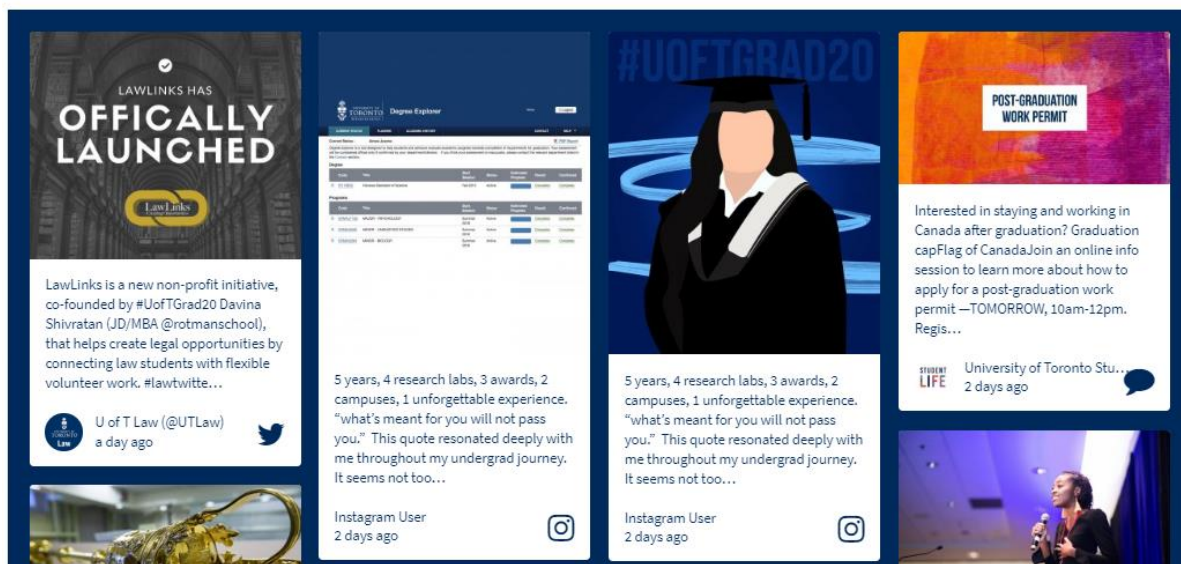 LAWLINKS HAS
OFFICALLY
LAUNCHED
LawLinks
LawLinks is a new non-profit initiative,
co-founded by #UofTGrad20 Davina
Shivratan (JD/MBA @rotmanschool),
that helps create legal opportunities by
connecting law students with flexible
volunteer work. #lawtwitte...
U of T Law (@UTLaw)
a day ago
TORONTO
Law
TORONTO
Degree Explorer
Degree
Programs
5 years, 4 research labs, 3 awards, 2
campuses, 1 unforgettable experience.
“what’s meant for you will not pass
you.” This quote resonated deeply with
me throughout my undergrad journey.
It seems not too...
Instagram User
2 days ago
#UOFTGRAD20
5 years, 4 research labs, 3 awards, 2
campuses, 1 unforgettable experience.
“what’s meant for you will not pass
you.” This quote resonated deeply with
me throughout my undergrad journey.
It seems not too...
Instagram User
2 days ago
POST-GRADUATION
WORK PERMIT
Interested in staying and working in
Canada after graduation? Graduation
capFlag of CanadaJoin an online info
session to learn more about how to
apply for a post-graduation work
permit —TOMORROW, 10am-12pm.
Regis...
STUDENT
LIFE
University of Toronto Stu...
2 days ago